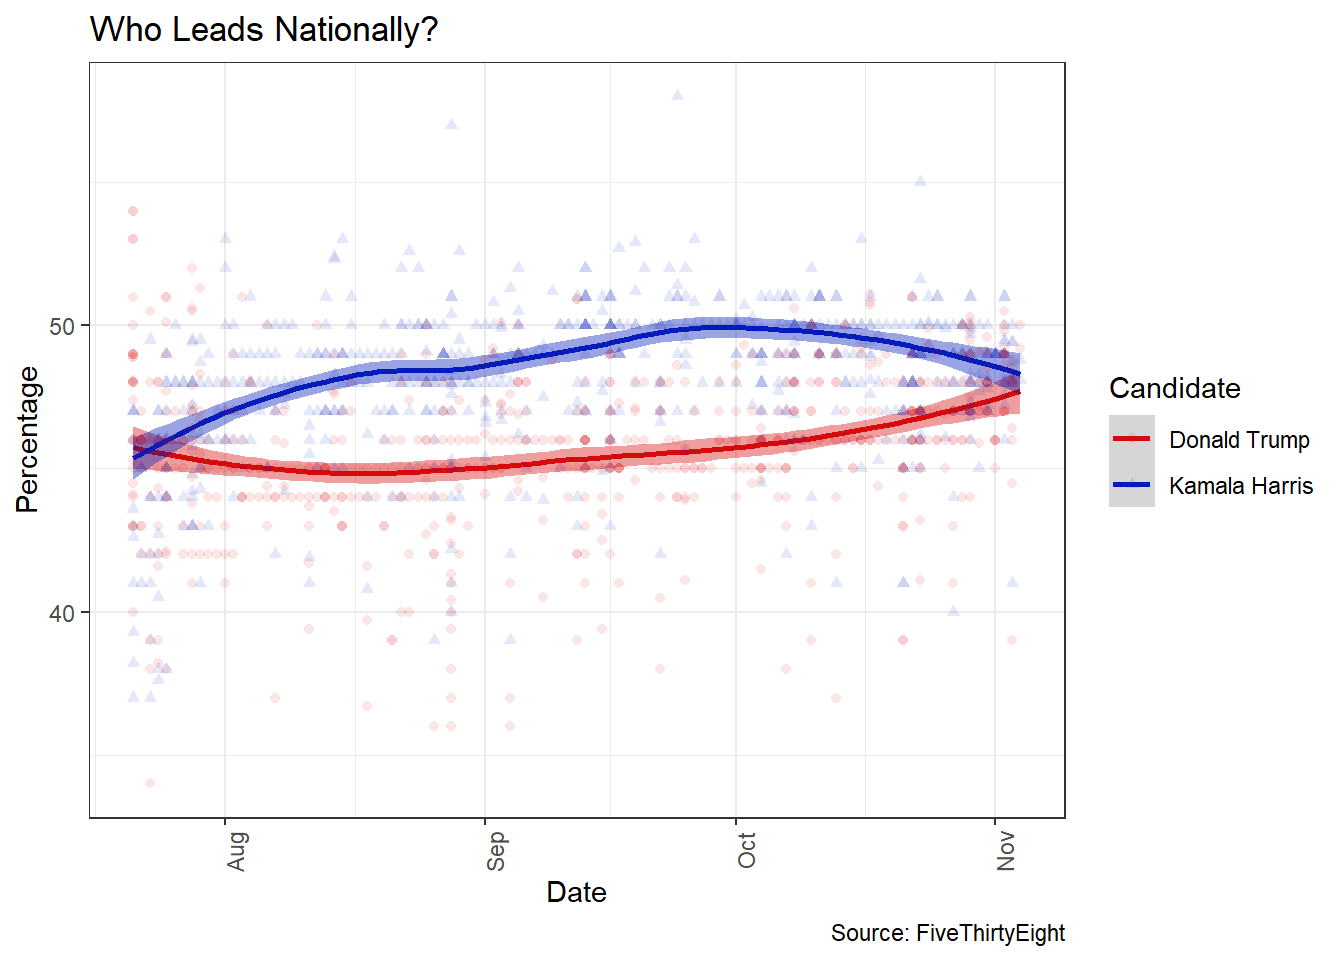 Who Leads Nationally?
Percentage
50
40
Aug
Sep
Oct
Nov
Date
Candidate
Donald Trump
Kamala Harris
Source: FiveThirtyEight